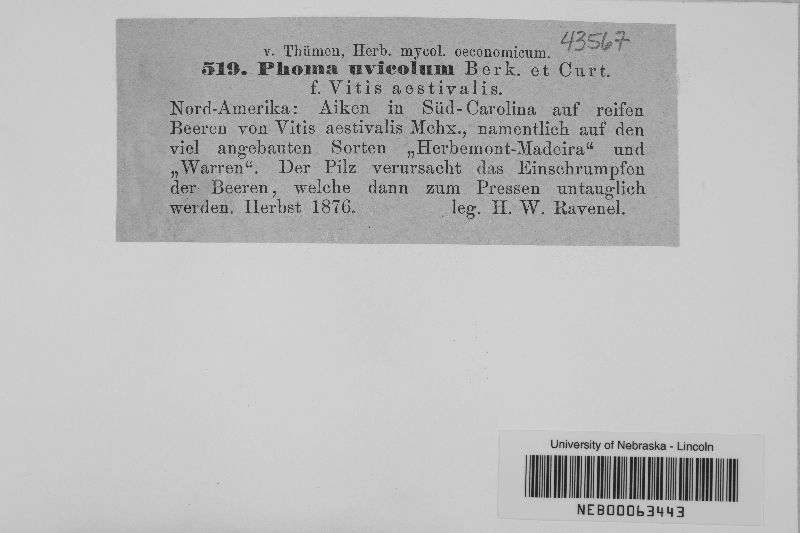 v. Thümen, Herb. mycol. oeconomicum. 43567
519. Phoma uvicolum Berk. et Curt.
f. Vitis aestivalis.
Nord-Amerika: Aiken in Süd-Carolina auf reifen
Beeren von Vitis aestivalis Mchx., namentlich auf den
viel angebauten Sorten „Herbemont-Madeira“ und
„Warren“. Der Pilz verursacht das Einschrumpfen
der Beeren, welche dann zum Pressen untauglich
werden. Herbst 1876. leg. H. W. Ravenel.
University of Nebraska - Lincoln
NEB00063443